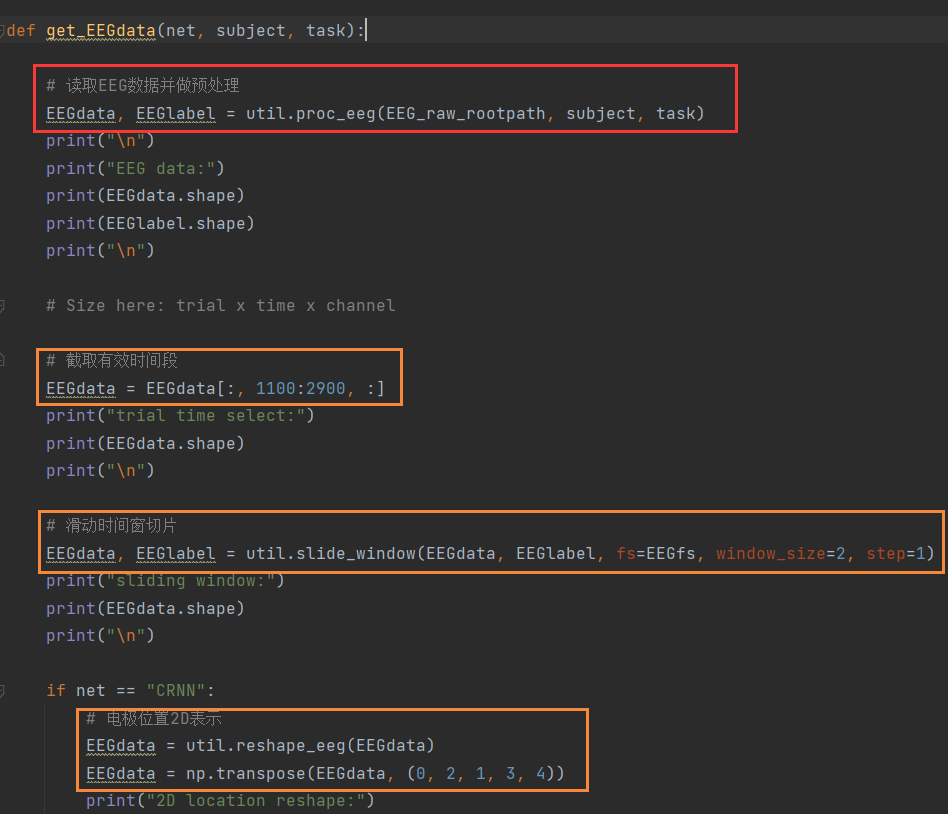 def get_EEGdata(net, subject, task):
# 读取EEG数据并做预处理
EEGdata, EEGlabel = util.proc_eeg(EEG_raw_rootpath, subject, task)
print("\n")
print("EEG data:")
print(EEGdata.shape)
print(EEGlabel.shape)
print("\n")
# Size here: trial x time x channel
# 截取有效时间段
EEGdata = EEGdata[:, 1100:2900, :]
print("trial time select:")
print(EEGdata.shape)
print("\n")
# 滑动时间窗切片
EEGdata, EEGlabel = util.slide_window(EEGdata, EEGlabel, fs=EEGfs, window_size=2, step=1)
print("sliding window:")
print(EEGdata.shape)
print("\n")
if net == "CRNN":
# 电极位置2D表示
EEGdata = util.reshape_eeg(EEGdata)
EEGdata = np.transpose(EEGdata, (0, 2, 1, 3, 4))
print("2D location reshape:")